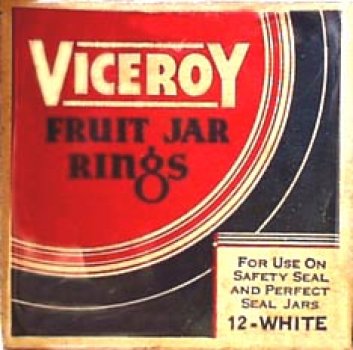 VICEROY
FRUIT JAR
RINGS
FOR USE ON
SAFETY SEAL
AND PERFECT
SEAL JARS
12-WHITE